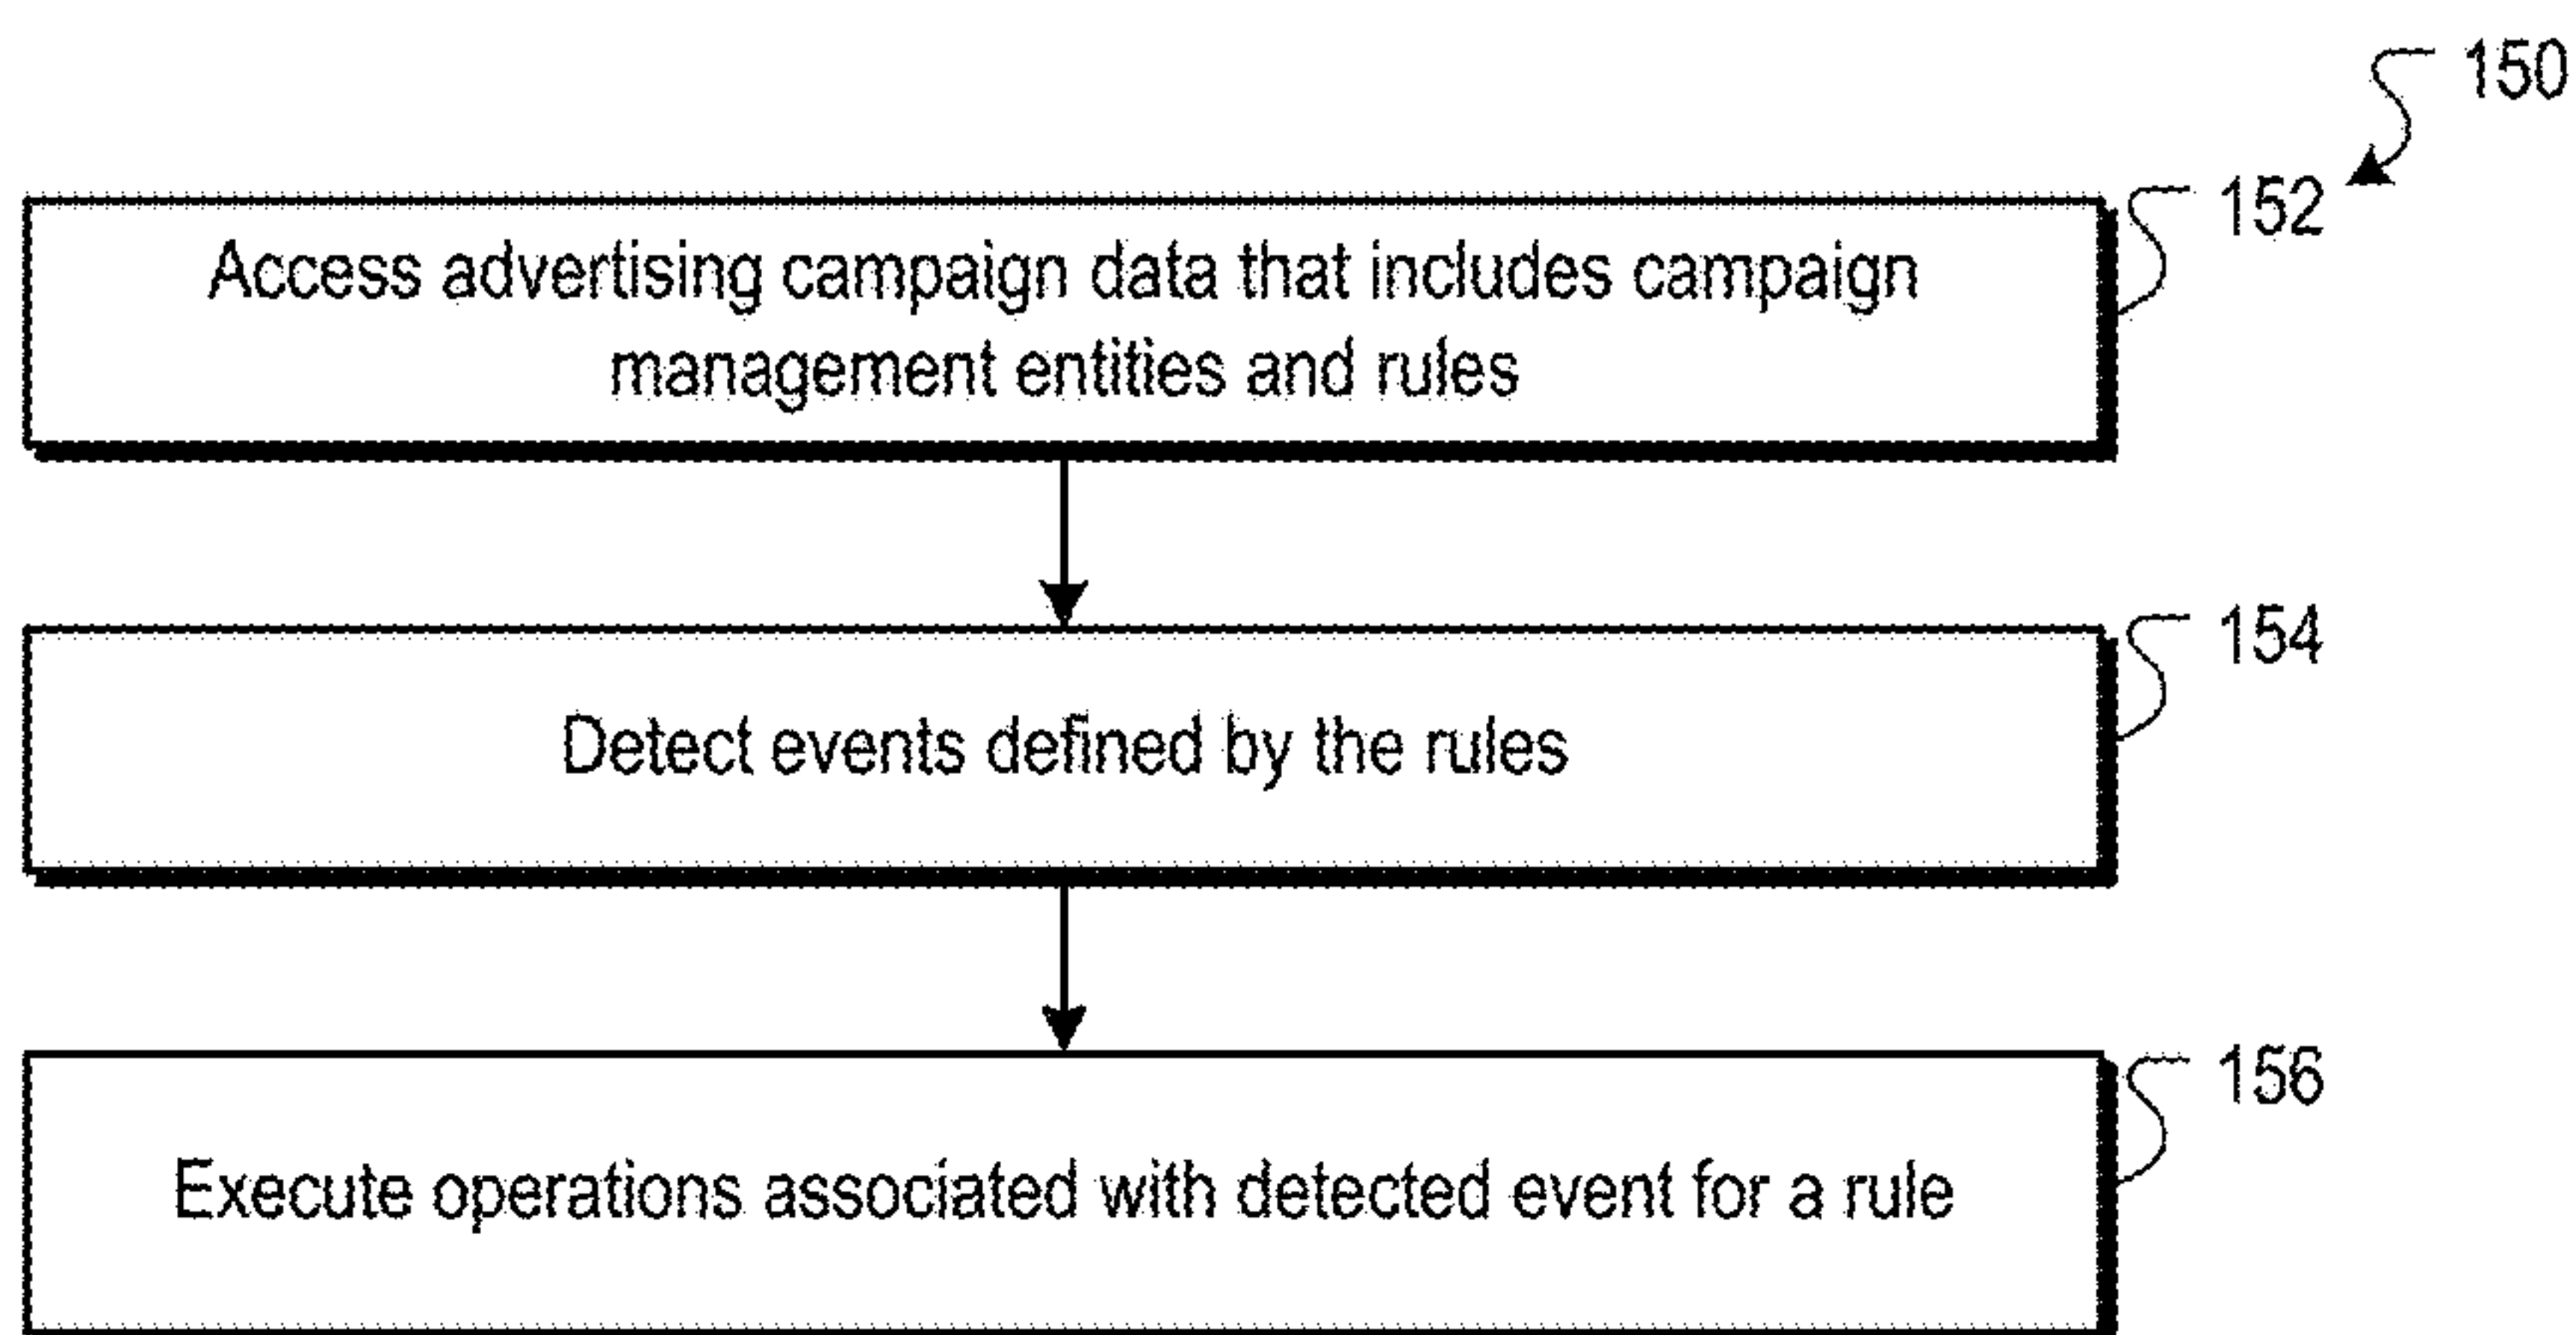 150
152
Access advertising campaign data that includes campaign
management entities and rules
154
Detect events defined by the rules
156
Execute operations associated with detected event for a rule